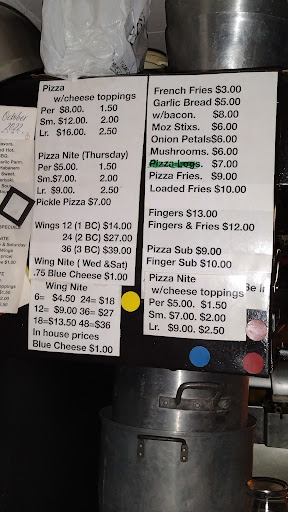 October
2022
Pizza
w/cheese toppings
Per $8.00. 1.50
Sm. $12.00. 2.00
Lr. $16.00. 2.50
Pizza Nite (Thursday)
Per $5.00. 1.50
Sm.$7.00. 2.00
Lr. $9.00. 2.50
Pickle Pizza $7.00
Wings 12 (1 BC) $14.00
24 (2 BC) $27.00
36 (3 BC) $39.00
Wing Nite ( Wed &Sat)
.75 Blue Cheese $1.00
Wing Nite
6= $4.50 24= $18
12= $9.00 36= $27
18=$13.50 48=$36
In house prices
Blue Cheese $1.00
French Fries $3.00
Garlic Bread $5.00
w/bacon. $8.00
Moz Stixs. $6.00
Onion Petals$6.00
Mushrooms. $6.00
Pizza Logs. $7.00
Pizza Fries. $9.00
Loaded Fries $10.00
Fingers $13.00
Fingers & Fries $12.00
Pizza Sub $9.00
Finger Sub $10.00
Pizza Nite
w/cheese toppings
Per $5.00. $1.50
Sm. $7.00. $2.00
Lr. $9.00. $2.50